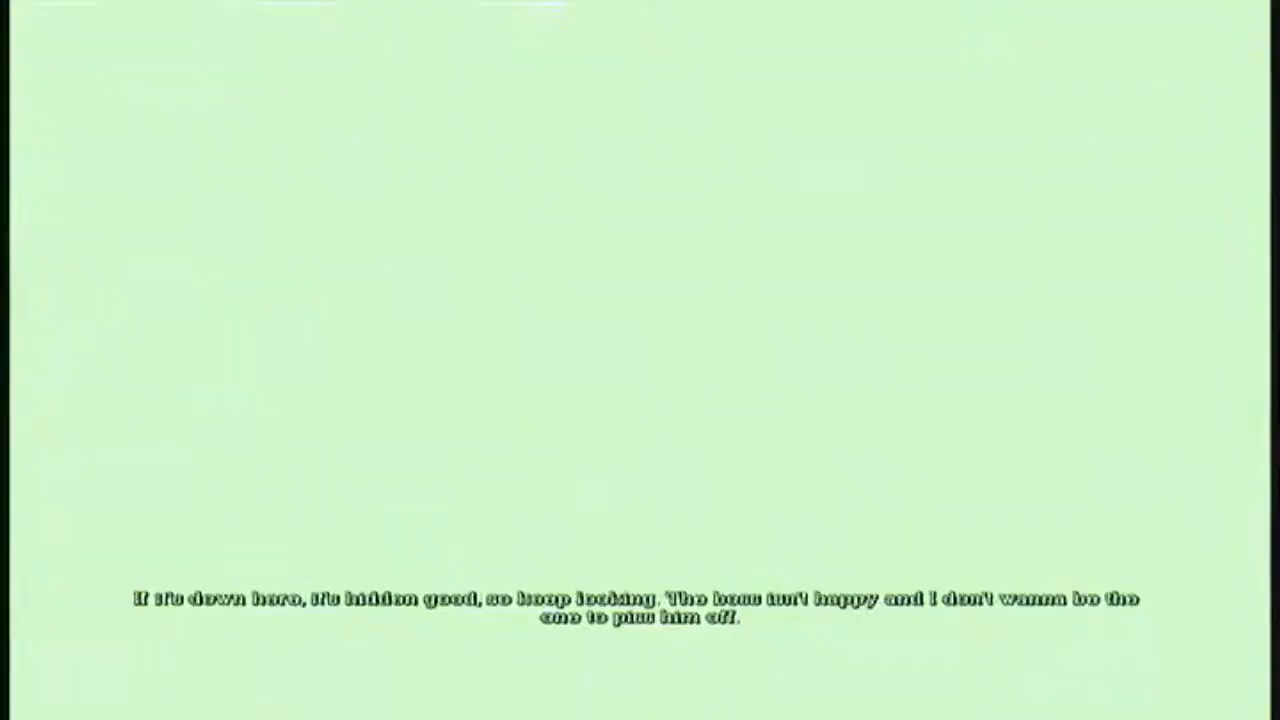 If it's down here, it's hidden good, so keep looking. The boss isn't happy and I don't wanna be the
one to piss him off.